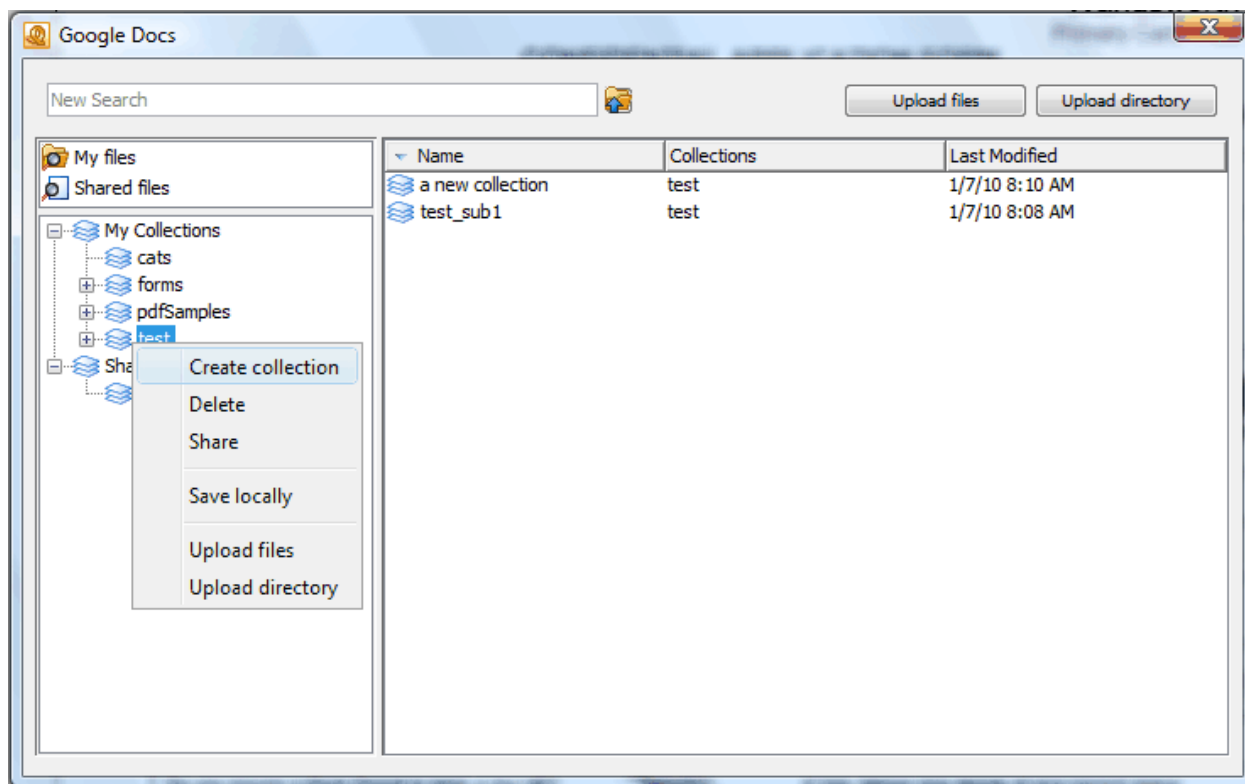 Google Docs
New Search
Upload files
Upload directory
My files
Shared files
My Collections
cats
forms
pdfSamples
test
Sha
Create collection
Delete
Share
Save locally
Upload files
Upload directory
Name Collections Last Modified
a new collection test 1/7/10 8:10 AM
test_sub1 test 1/7/10 8:08 AM